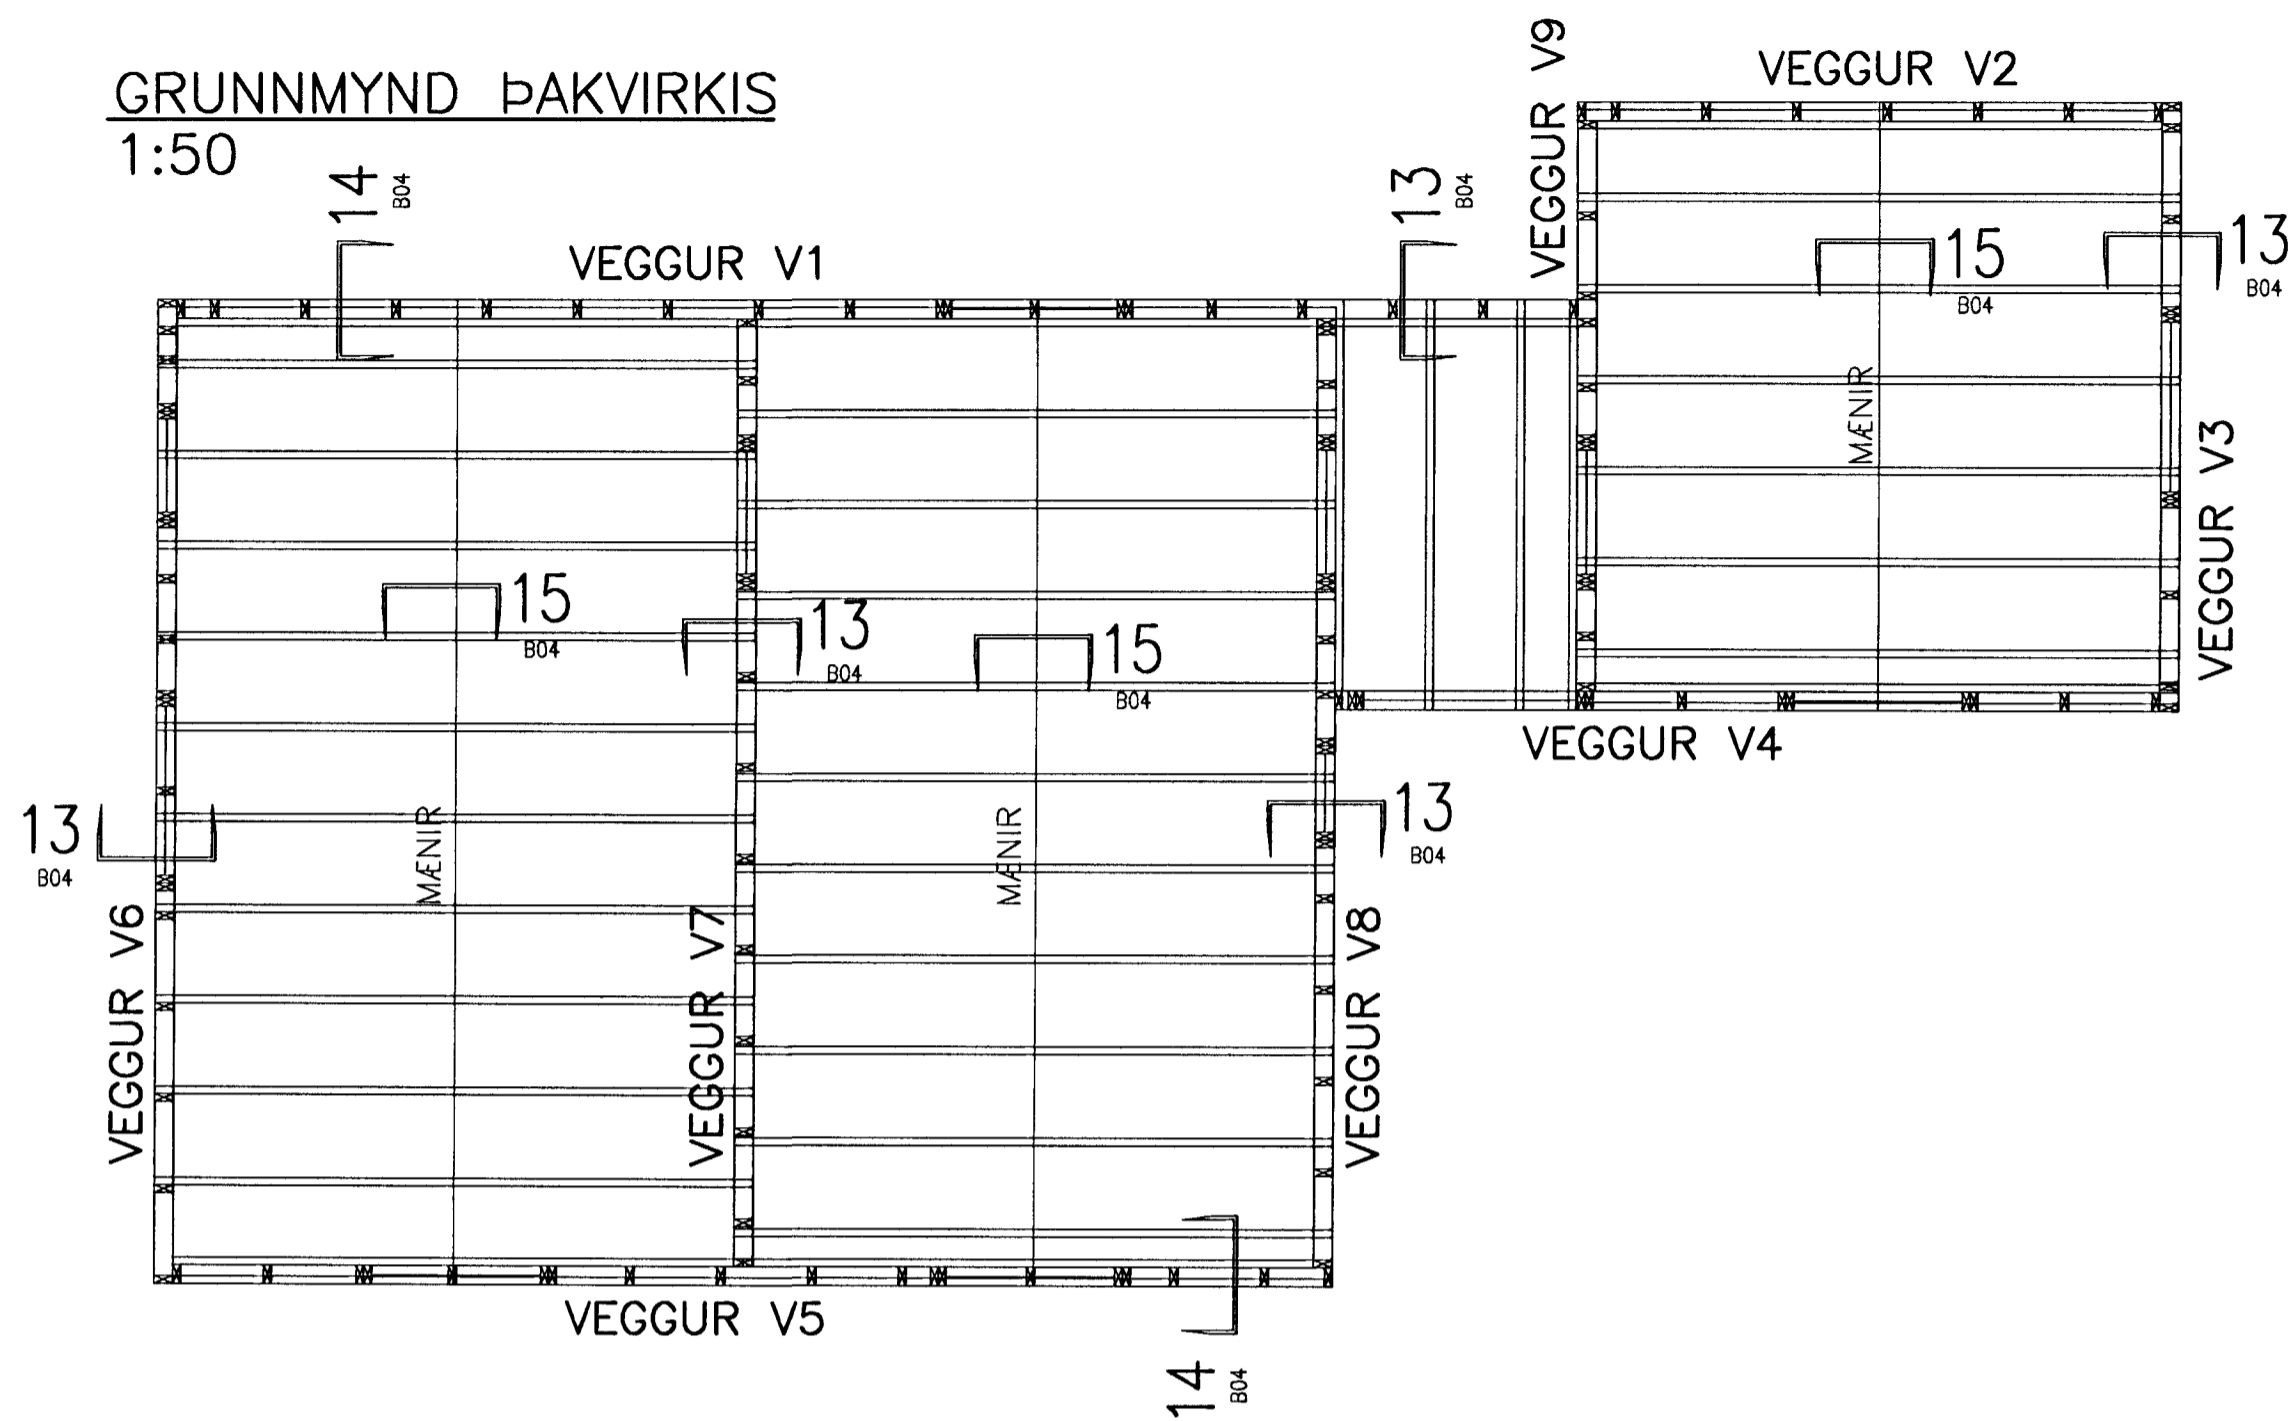 GRUNNMYND ÞAKVIRKIS
1:50
14
B04
VEGGUR V1
13
B04
VEGGUR V9
VEGGUR V2
15
B04
13
B04
MÆNIR
VEGGUR V3
VEGGUR V4
15
B04
13
B04
15
B04
13
B04
MÆNIR
MÆNIR
13
B04
VEGGUR V6
VEGGUR V7
VEGGUR V8
VEGGUR V5
14
B04